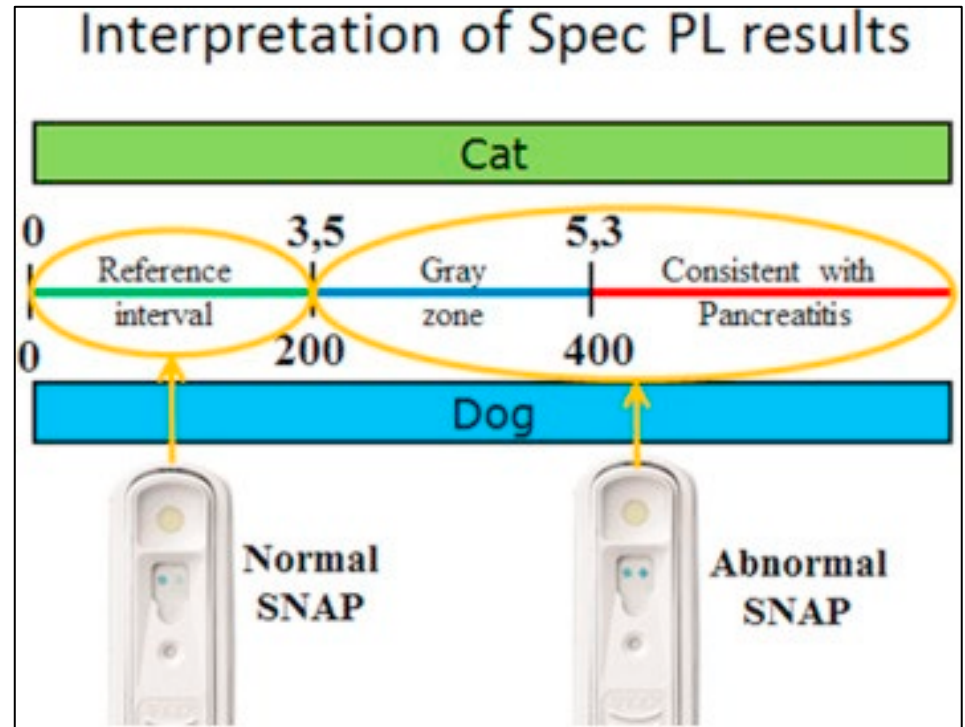 Interpretation of Spec PL results
Cat
0 3,5 5,3
Reference Gray Consistent with
interval zone Pancreatitis
0 200 400
Dog
Normal Abnormal
SNAP SNAP